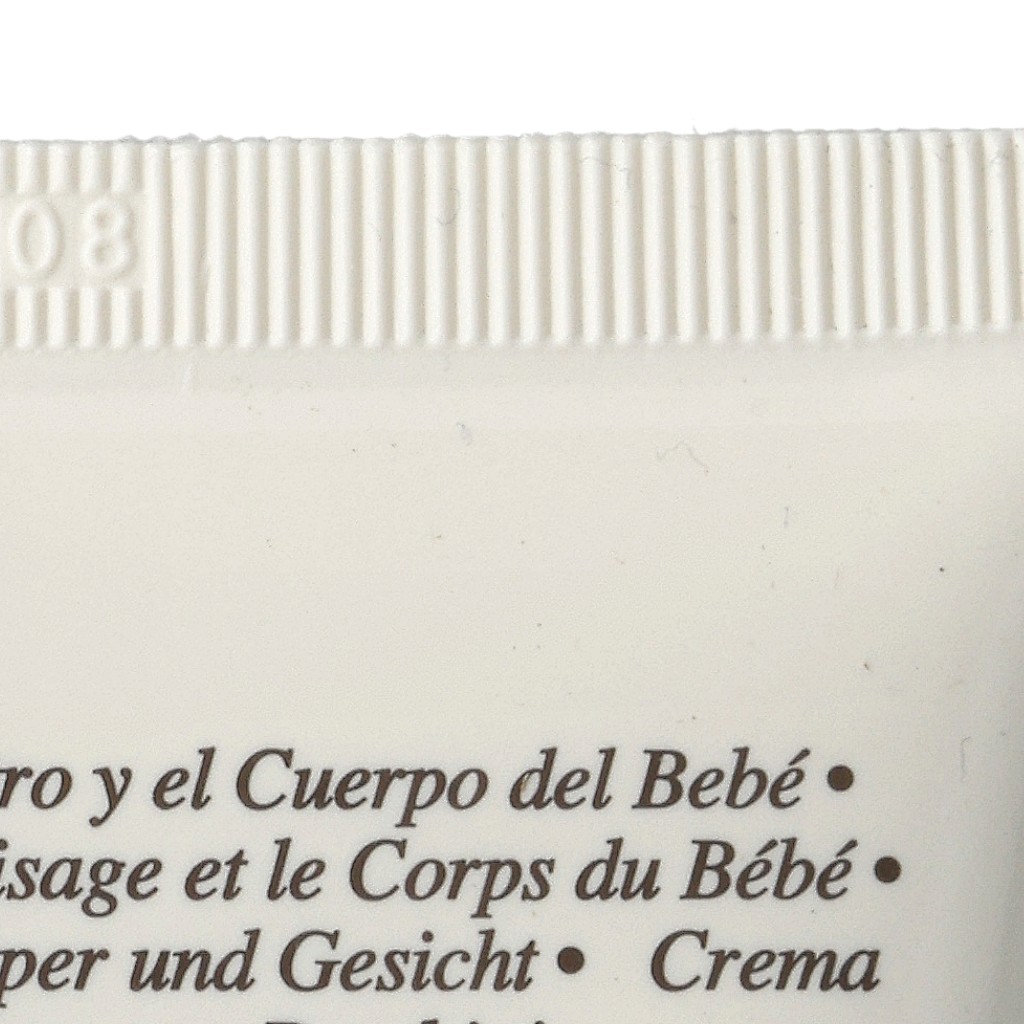 08
ro y el Cuerpo del Bebé •
isage et le Corps du Bébé •
per und Gesicht • Crema